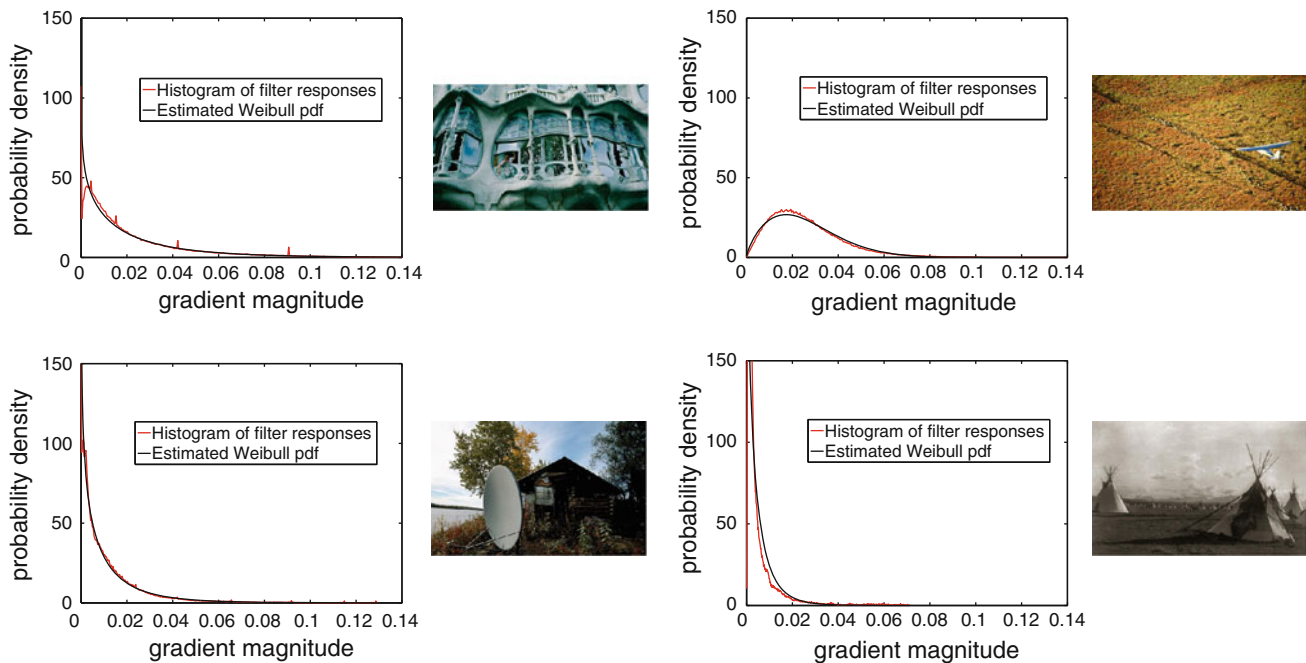 150
100
50
0
probability density
Histogram of filter responses
Estimated Weibull pdf
0 0.02 0.04 0.06 0.08 0.1 0.12 0.14
gradient magnitude
150
100
50
0
probability density
Histogram of filter responses
Estimated Weibull pdf
0 0.02 0.04 0.06 0.08 0.1 0.12 0.14
gradient magnitude
150
100
50
0
probability density
Histogram of filter responses
Estimated Weibull pdf
0 0.02 0.04 0.06 0.08 0.1 0.12 0.14
gradient magnitude
150
100
50
0
probability density
Histogram of filter responses
Estimated Weibull pdf
0 0.02 0.04 0.06 0.08 0.1 0.12 0.14
gradient magnitude